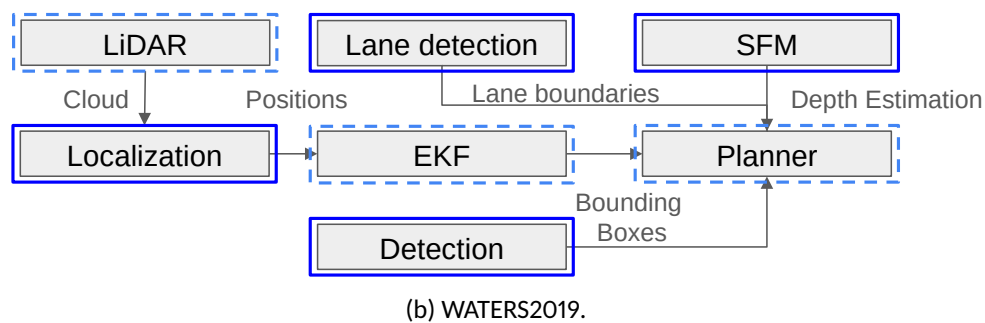 LiDAR
Lane detection
SFM
Cloud
Positions
Lane boundaries
Depth Estimation
Localization
EKF
Planner
Bounding
Boxes
Detection
(b) WATERS2019.